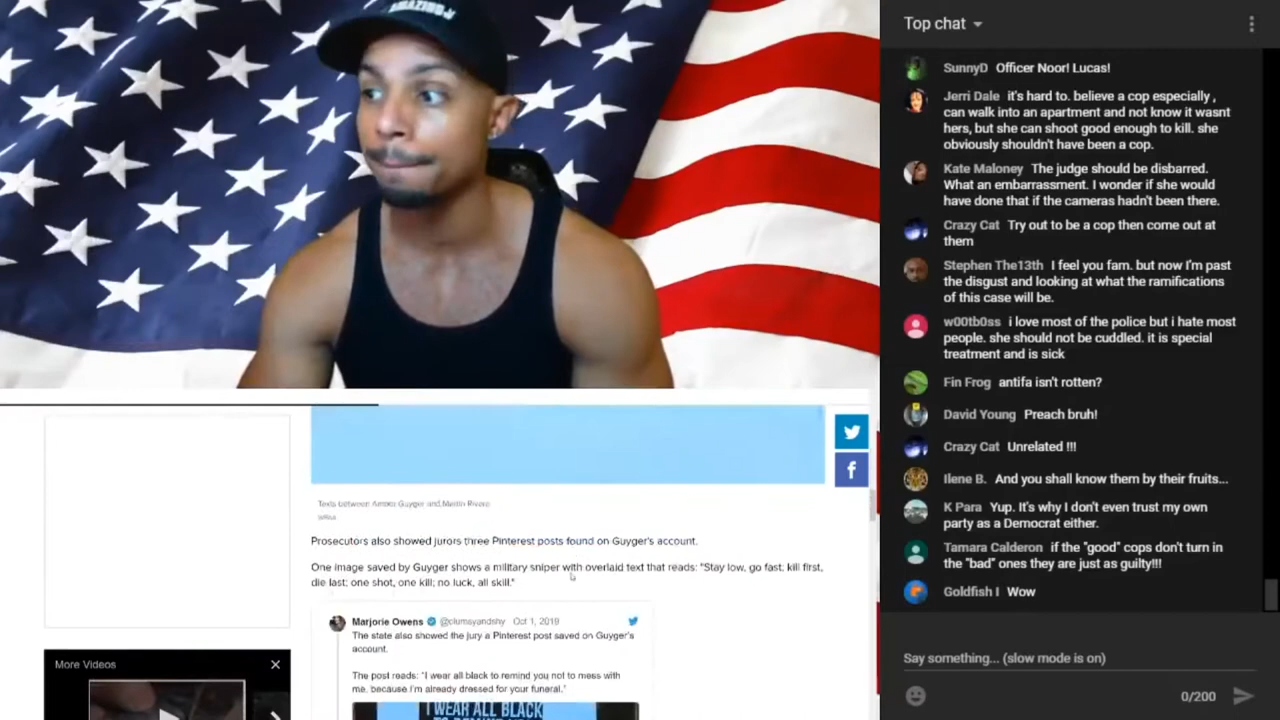 AMAZING
Top chat
SunnyD Officer Noor! Lucas!
Jerri Dale it's hard to. believe a cop especially ,
can walk into an apartment and not know it wasnt
hers, but she can shoot good enough to kill. she
obviously shouldn't have been a cop.
Kate Maloney The judge should be disbarred.
What an embarrassment. I wonder if she would
have done that if the cameras hadn't been there.
Crazy Cat Try out to be a cop then come out at
them
Stephen The13th I feel you fam. but now I'm past
the disgust and looking at what the ramifications
of this case will be.
w00tb0ss i love most of the police but i hate most
people. she should not be cuddled. it is special
treatment and is sick
Fin Frog antifa isn't rotten?
David Young Preach bruh!
Crazy Cat Unrelated !!!
Ilene B. And you shall know them by their fruits...
K Para Yup. It's why I don't even trust my own
party as a Democrat either.
Tamara Calderon if the "good" cops don't turn in
the "bad" ones they are just as guilty!!!
Goldfish I Wow
Say something... (slow mode is on)
0/200
Texts between Amber Guyger and Martin Rivera
Prosecutors also showed jurors three Pinterest posts found on Guyger's account.
One image saved by Guyger shows a military sniper with overlaid text that reads: "Stay low, go fast; kill first,
die last; one shot, one kill; no luck, all skill."
Marjorie Owens @clumsyandshy Oct 1, 2019
The state also showed the jury a Pinterest post saved on Guyger's
account.
The post reads: "I wear all black to remind you not to mess with
me, because I'm already dressed for your funeral."
I WEAR ALL BLACK
More Videos